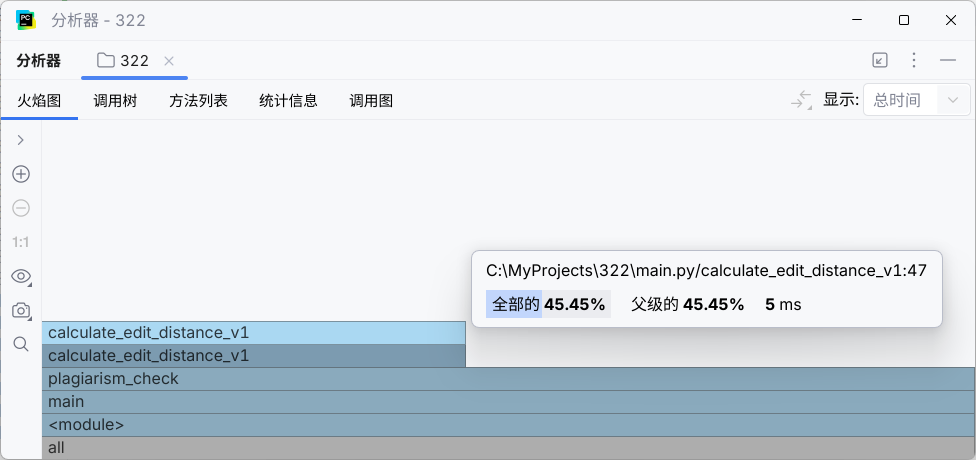 PC
分析器 - 322
分析器 322
火焰图 调用树 方法列表 统计信息 调用图 显示: 总时间
1:1
C:\MyProjects\322\main.py/calculate_edit_distance_v1:47
全部的 45.45% 父级的 45.45% 5 ms
calculate_edit_distance_v1
calculate_edit_distance_v1
plagiarism_check
main
<module>
all